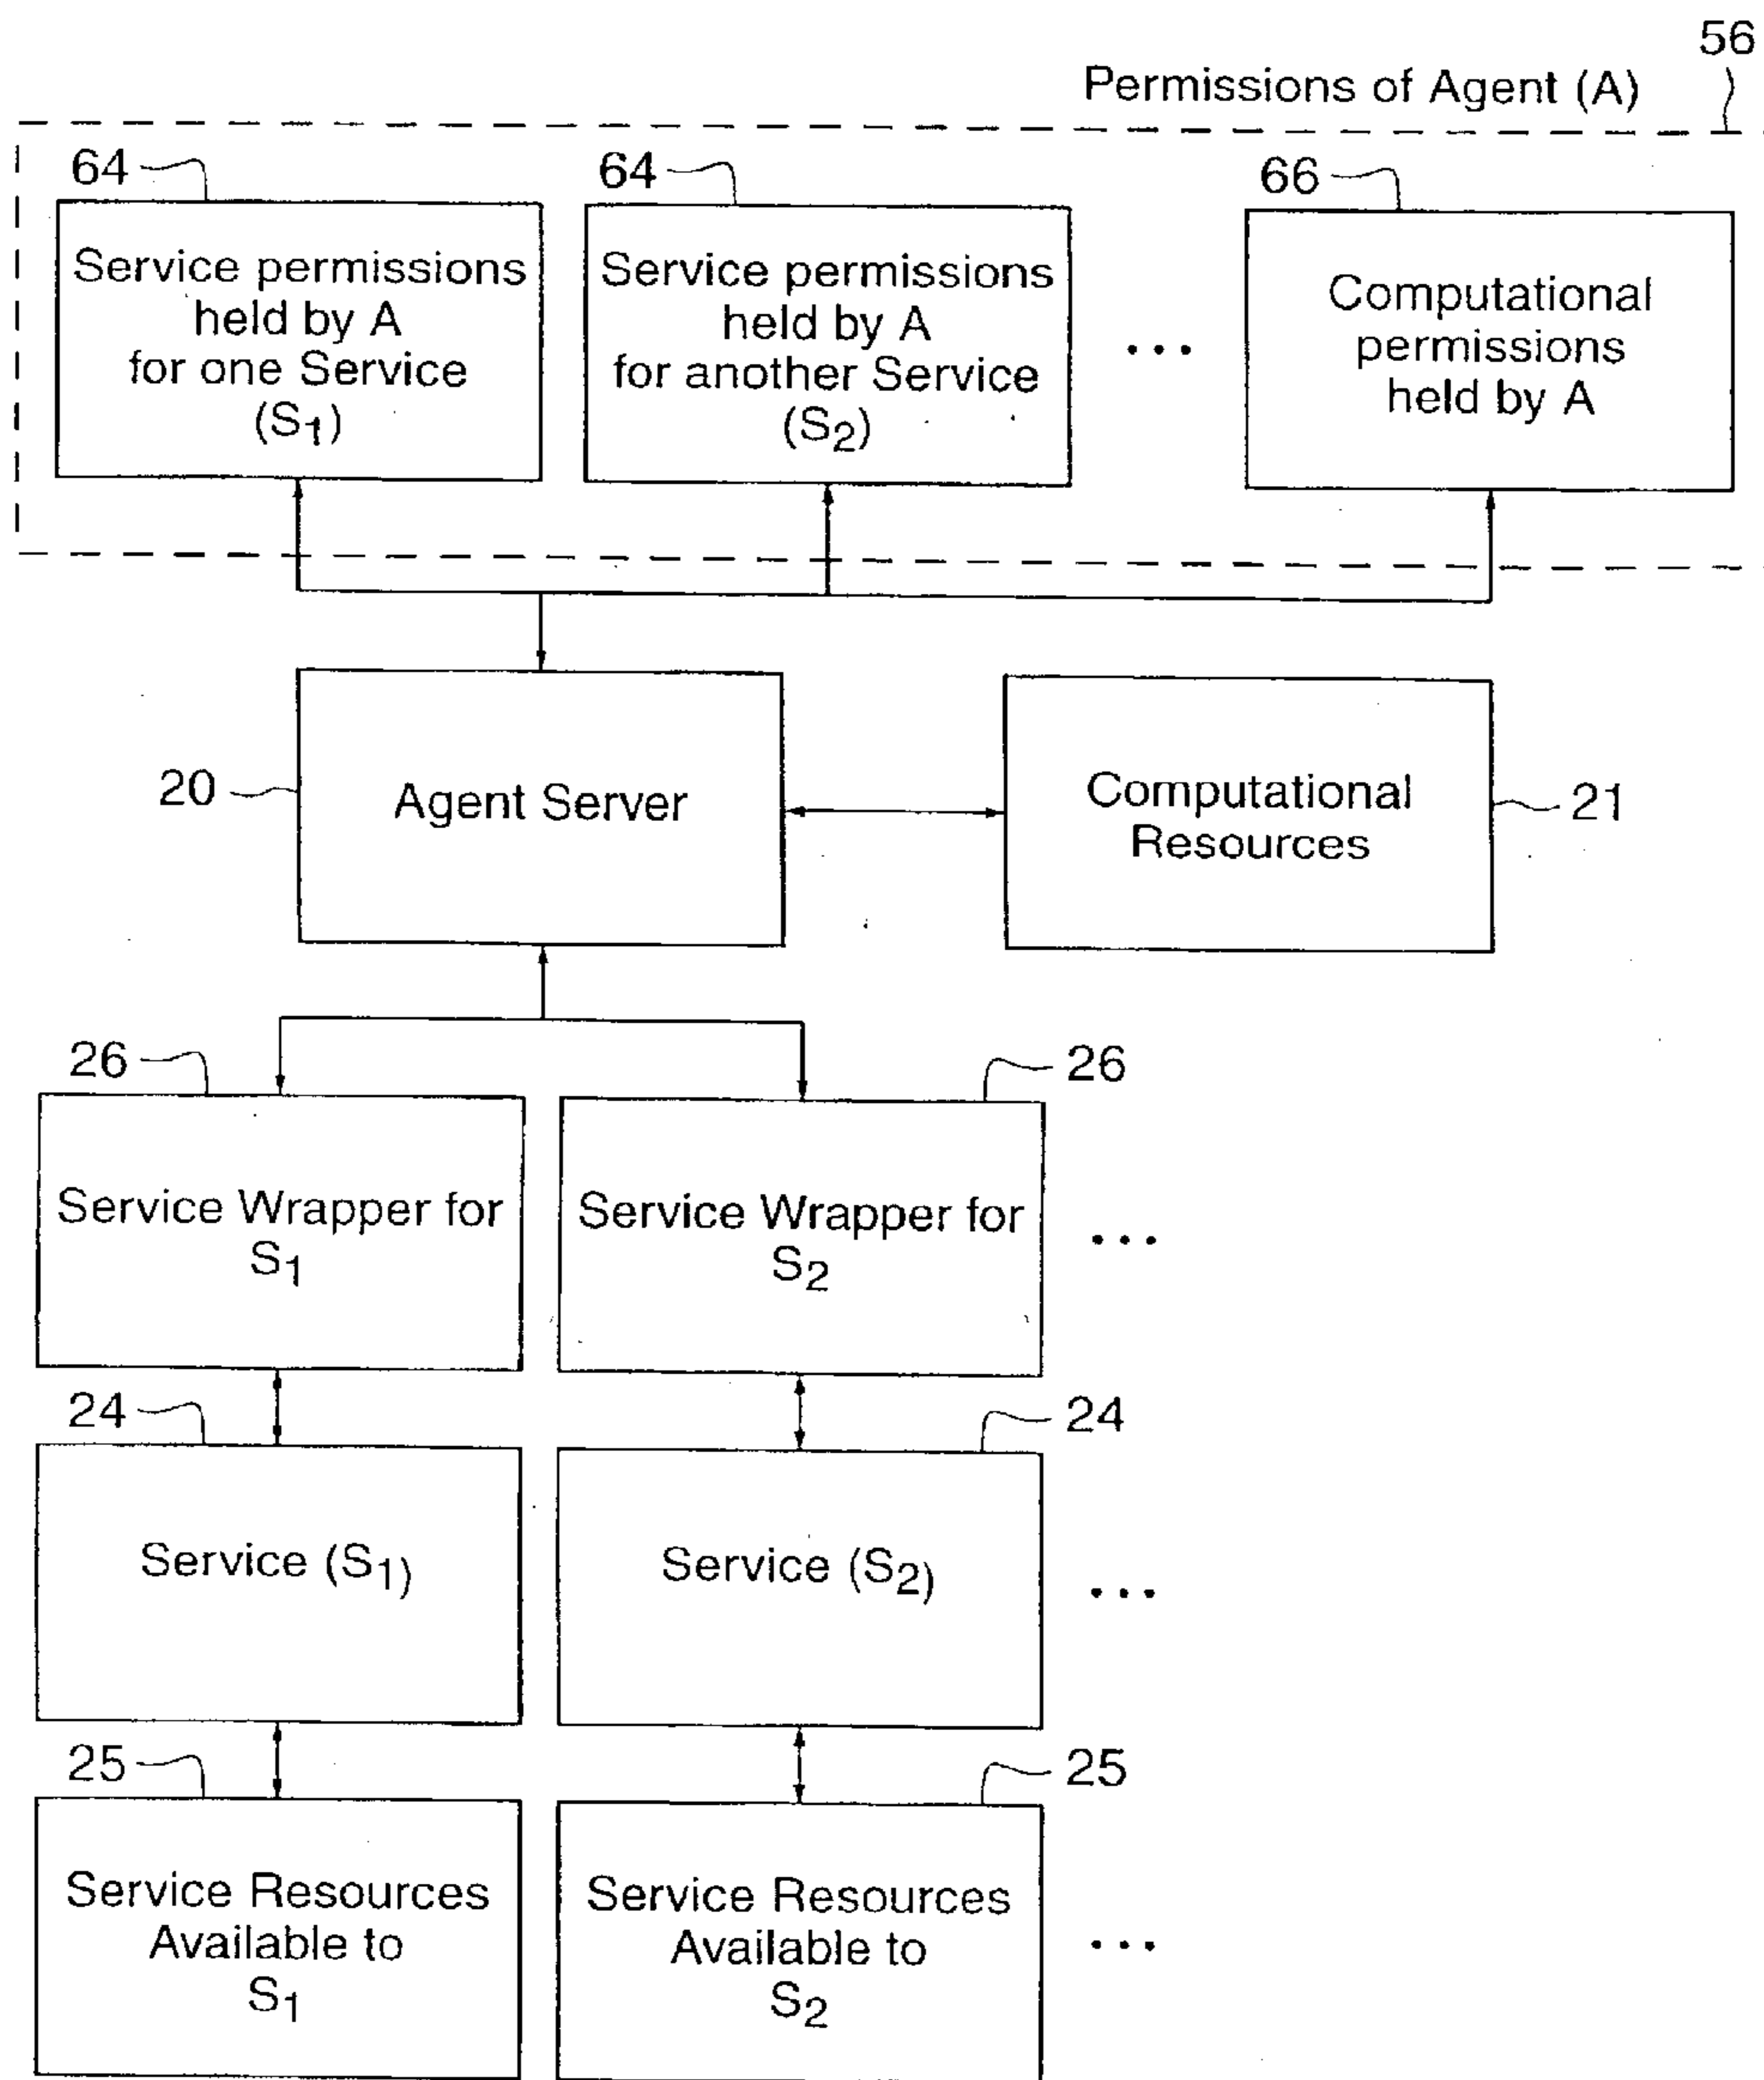 56
Permissions of Agent (A)
64
64
66
Service permissions
held by A
for one Service
(S1)
Service permissions
held by A
for another Service
(S2)
...
Computational
permissions
held by A
20
Agent Server
Computational
Resources
21
26
26
Service Wrapper for
S1
Service Wrapper for
S2
...
24
24
Service (S1)
Service (S2)
...
25
25
Service Resources
Available to
S1
Service Resources
Available to
S2
...